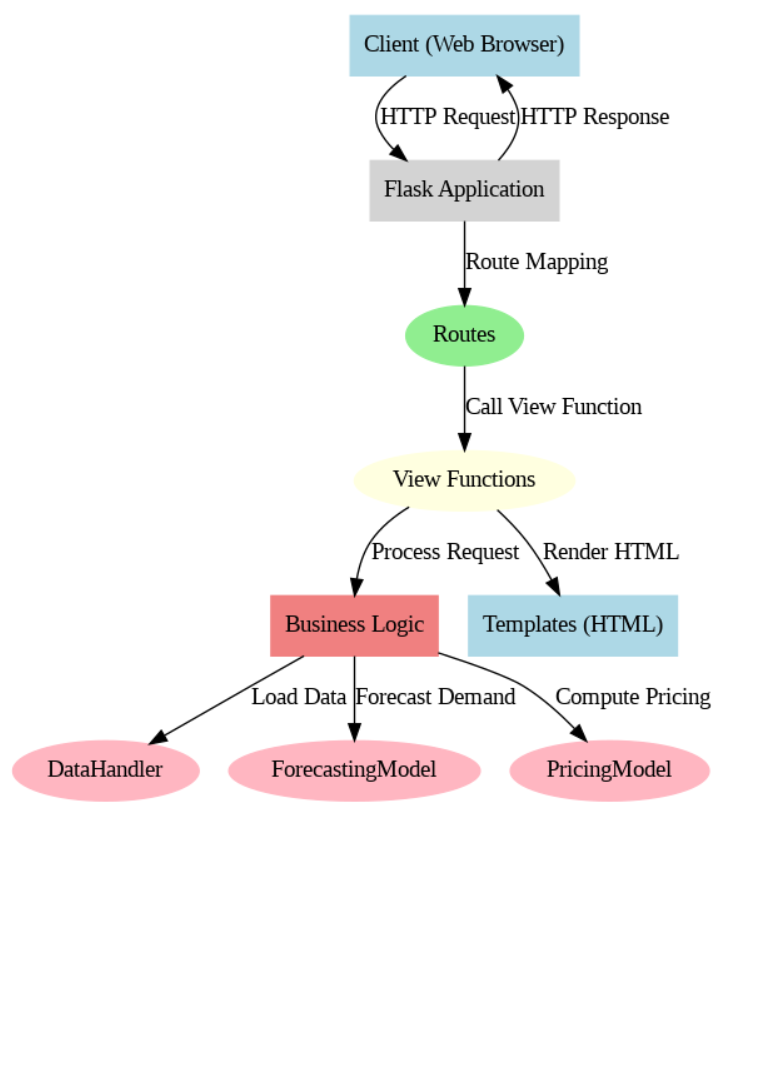 Client (Web Browser)
HTTP Request
HTTP Response
Flask Application
Route Mapping
Routes
Call View Function
View Functions
Process Request
Render HTML
Business Logic
Templates (HTML)
Load Data
Forecast Demand
Compute Pricing
DataHandler
ForecastingModel
PricingModel